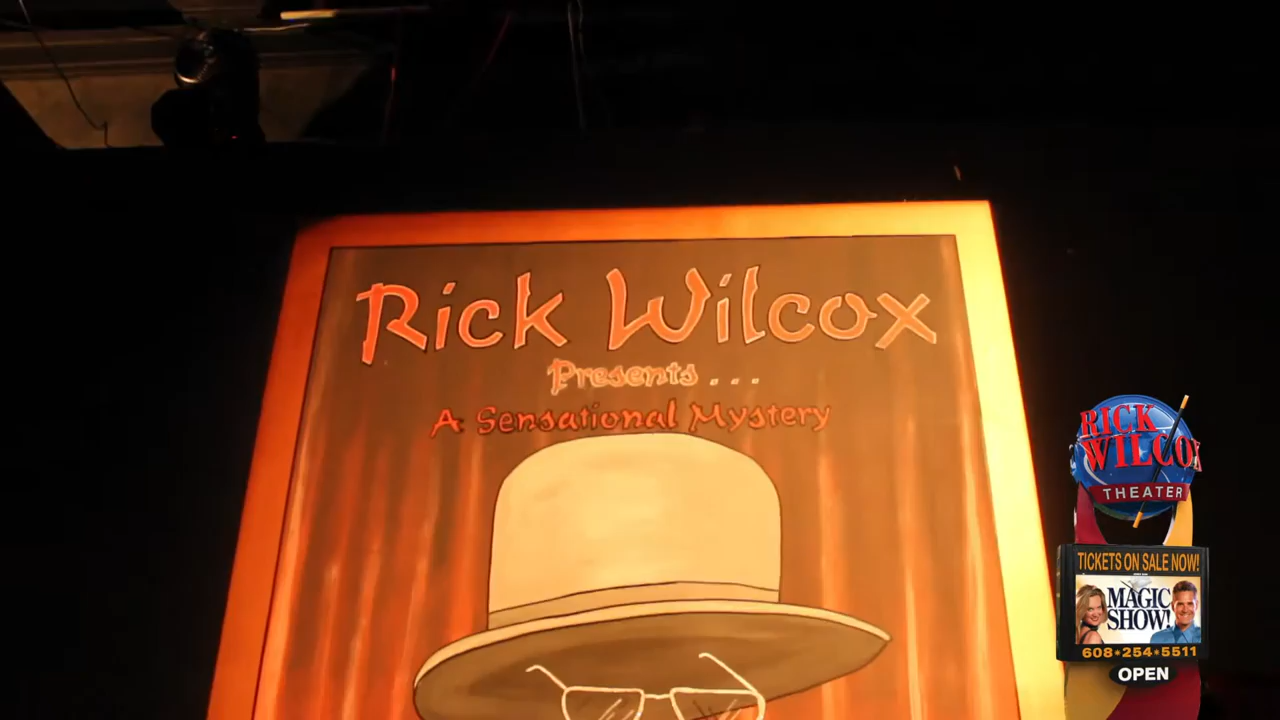 Rick Wilcox
Presents . . .
A Sensational Mystery
RICK
WILCOX
THEATER
TICKETS ON SALE NOW!
MAGIC
SHOW!
608*254*5511
OPEN